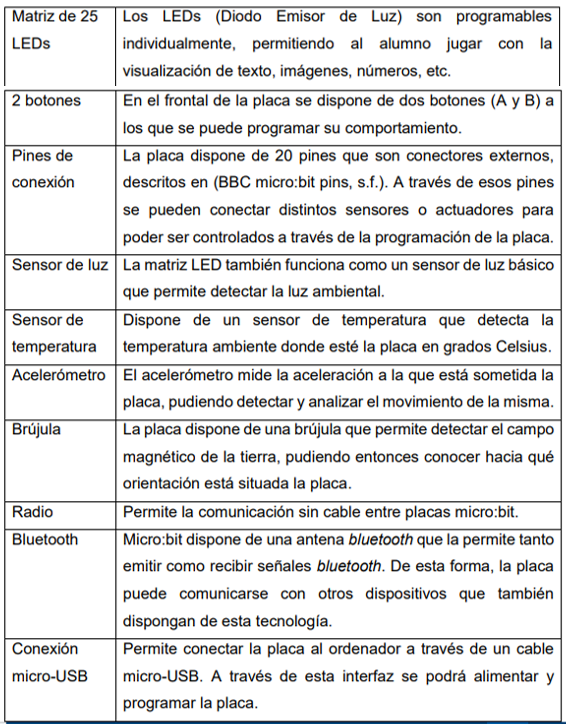 Matriz de 25 Los LEDs (Diodo Emisor de Luz) son programables
LEDs individualmente, permitiendo al alumno jugar con la
visualización de texto, imágenes, números, etc.
2 botones En el frontal de la placa se dispone de dos botones (A y B) a
los que se puede programar su comportamiento.
Pines de La placa dispone de 20 pines que son conectores externos,
conexión descritos en (BBC micro:bit pins, s.f.). A través de esos pines
se pueden conectar distintos sensores o actuadores para
poder ser controlados a través de la programación de la placa.
Sensor de luz La matriz LED también funciona como un sensor de luz básico
que permite detectar la luz ambiental.
Sensor de Dispone de un sensor de temperatura que detecta la
temperatura temperatura ambiente donde esté la placa en grados Celsius.
Acelerómetro El acelerómetro mide la aceleración a la que está sometida la
placa, pudiendo detectar y analizar el movimiento de la misma.
Brújula La placa dispone de una brújula que permite detectar el campo
magnético de la tierra, pudiendo entonces conocer hacia qué
orientación está situada la placa.
Radio Permite la comunicación sin cable entre placas micro:bit.
Bluetooth Micro:bit dispone de una antena bluetooth que la permite tanto
emitir como recibir señales bluetooth. De esta forma, la placa
puede comunicarse con otros dispositivos que también
dispongan de esta tecnología.
Conexión Permite conectar la placa al ordenador a través de un cable
micro-USB micro-USB. A través de esta interfaz se podrá alimentar y
programar la placa.